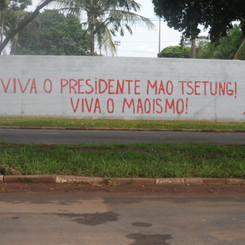 VIVA O PRESIDENTE MAO TSETUNG!
VIVA O MAOISMO!